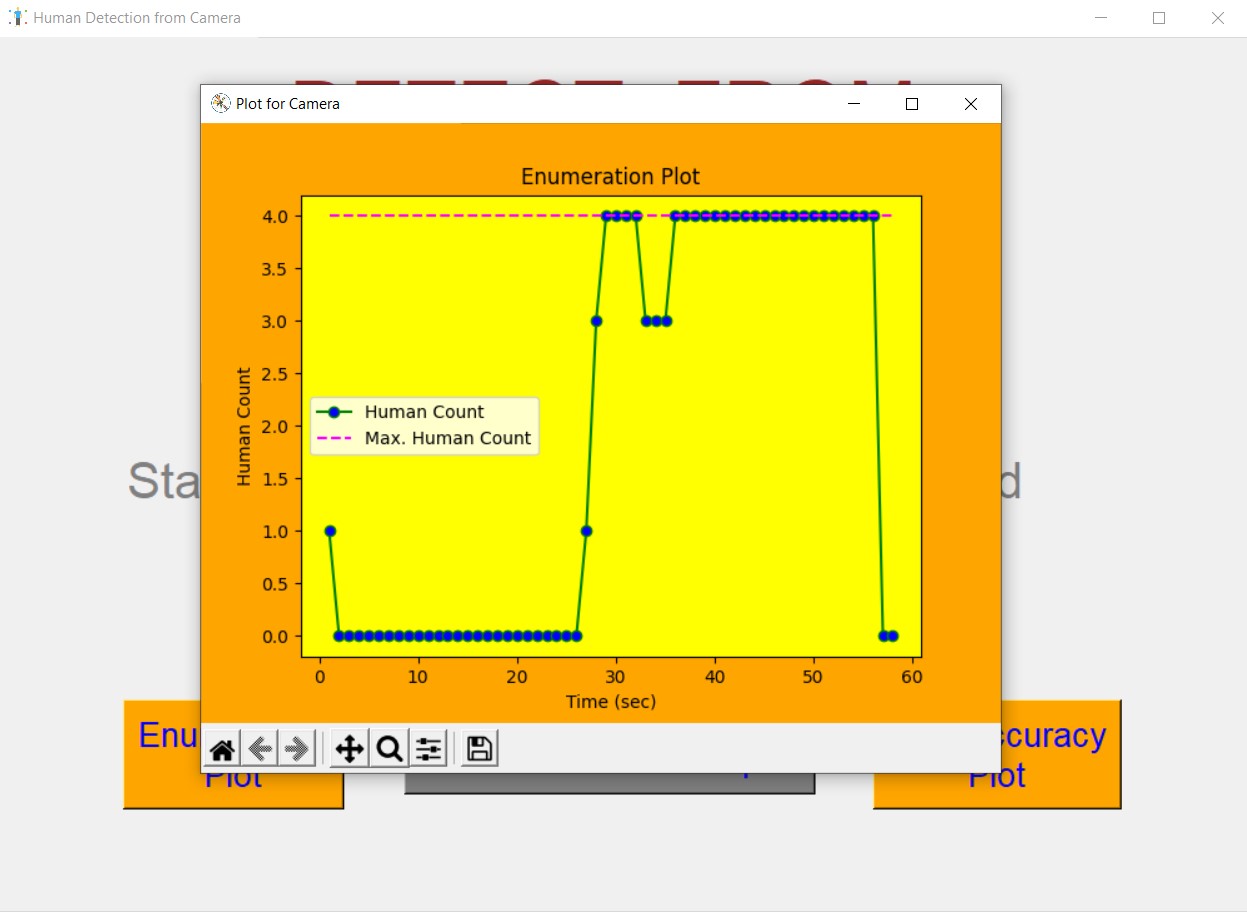 Human Detection from Camera
Plot for Camera
Enumeration Plot
4.0
3.5
3.0
2.5
2.0
1.5
1.0
0.5
0.0
Human Count
Human Count
Max. Human Count
0 10 20 30 40 50 60
Time (sec)
Sta
d
Enu
Plot
ccuracy
Plot